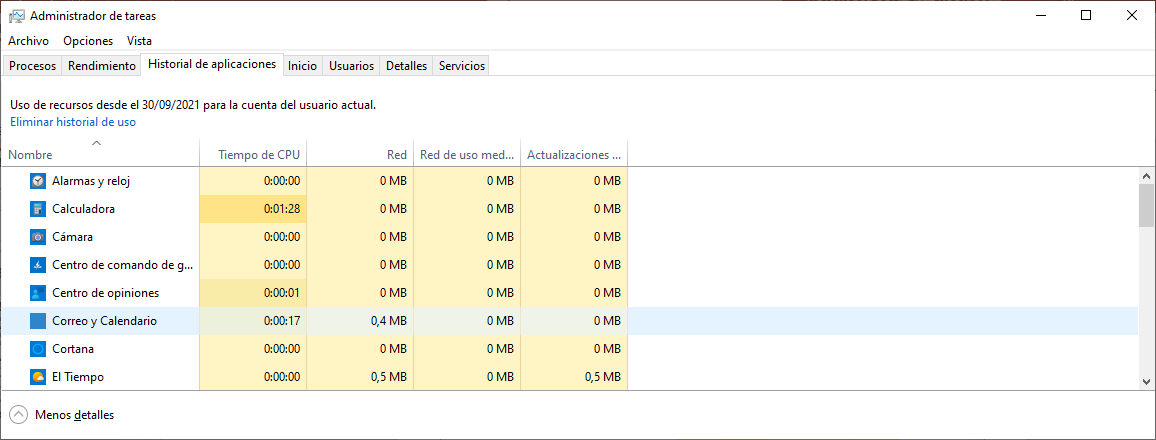 Administrador de tareas
Archivo Opciones Vista
Procesos Rendimiento Historial de aplicaciones Inicio Usuarios Detalles Servicios
Uso de recursos desde el 30/09/2021 para la cuenta del usuario actual.
Eliminar historial de uso
Nombre Tiempo de CPU Red Red de uso med... Actualizaciones ...
Alarmas y reloj 0:00:00 0 MB 0 MB 0 MB
Calculadora 0:01:28 0 MB 0 MB 0 MB
Cámara 0:00:00 0 MB 0 MB 0 MB
Centro de comando de g... 0:00:00 0 MB 0 MB 0 MB
Centro de opiniones 0:00:01 0 MB 0 MB 0 MB
Correo y Calendario 0:00:17 0,4 MB 0 MB 0 MB
Cortana 0:00:00 0 MB 0 MB 0 MB
El Tiempo 0:00:00 0,5 MB 0 MB 0,5 MB
Menos detalles